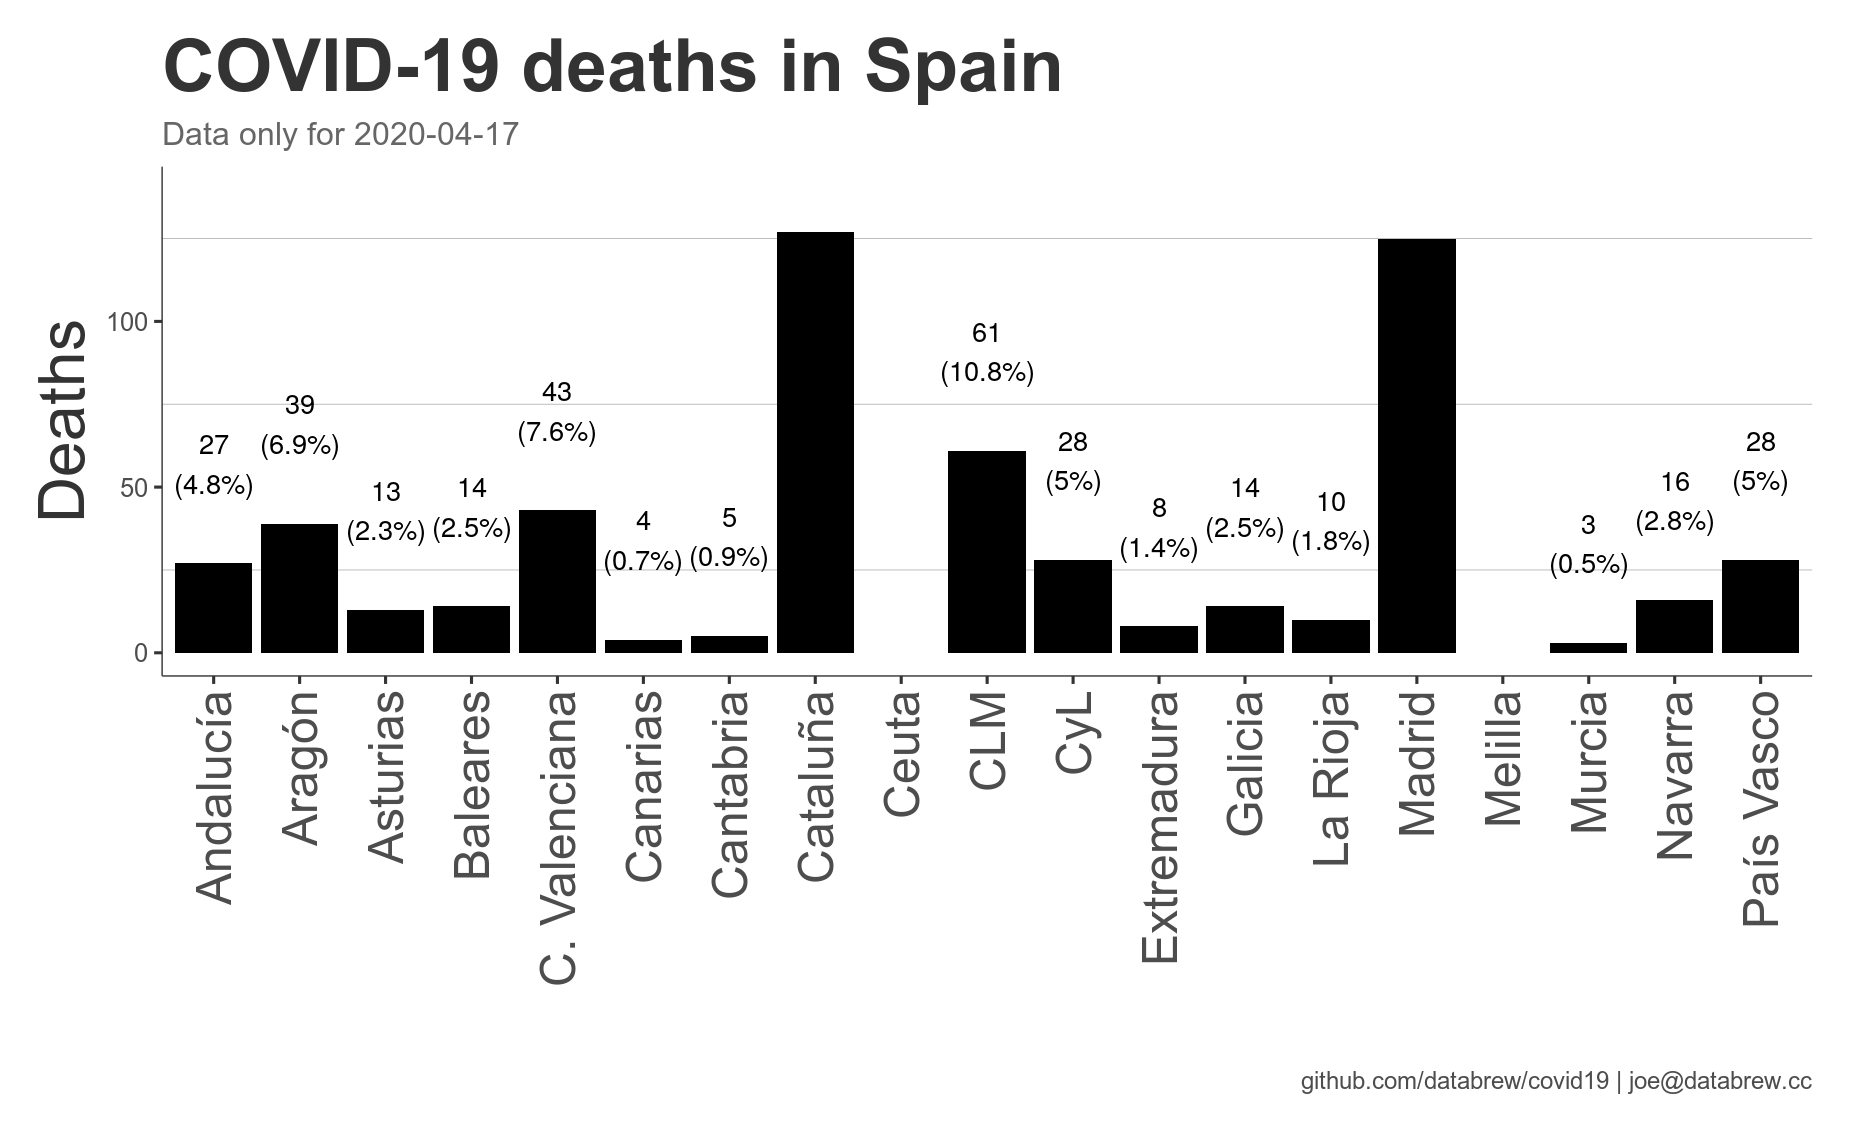 COVID-19 deaths in Spain
Data only for 2020-04-17
Deaths
100
50
0
27
(4.8%)
39
(6.9%)
13
(2.3%)
14
(2.5%)
43
(7.6%)
4
(0.7%)
5
(0.9%)
61
(10.8%)
28
(5%)
8
(1.4%)
14
(2.5%)
10
(1.8%)
3
(0.5%)
16
(2.8%)
28
(5%)
Andalucía
Aragón
Asturias
Baleares
C. Valenciana
Canarias
Cantabria
Cataluña
Ceuta
CLM
CyL
Extremadura
Galicia
La Rioja
Madrid
Melilla
Murcia
Navarra
País Vasco
github.com/databrew/covid19 | joe@databrew.cc